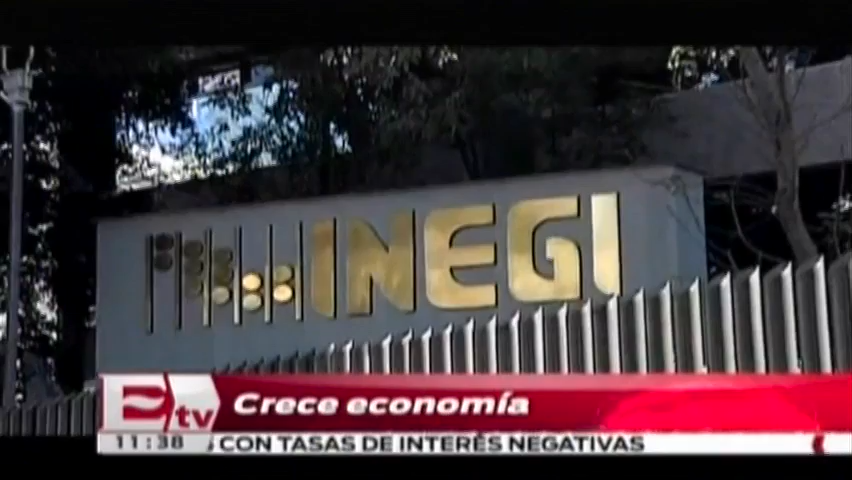 INEGI
tv
Crece economía
11:38
CON TASAS DE INTERÉS NEGATIVAS